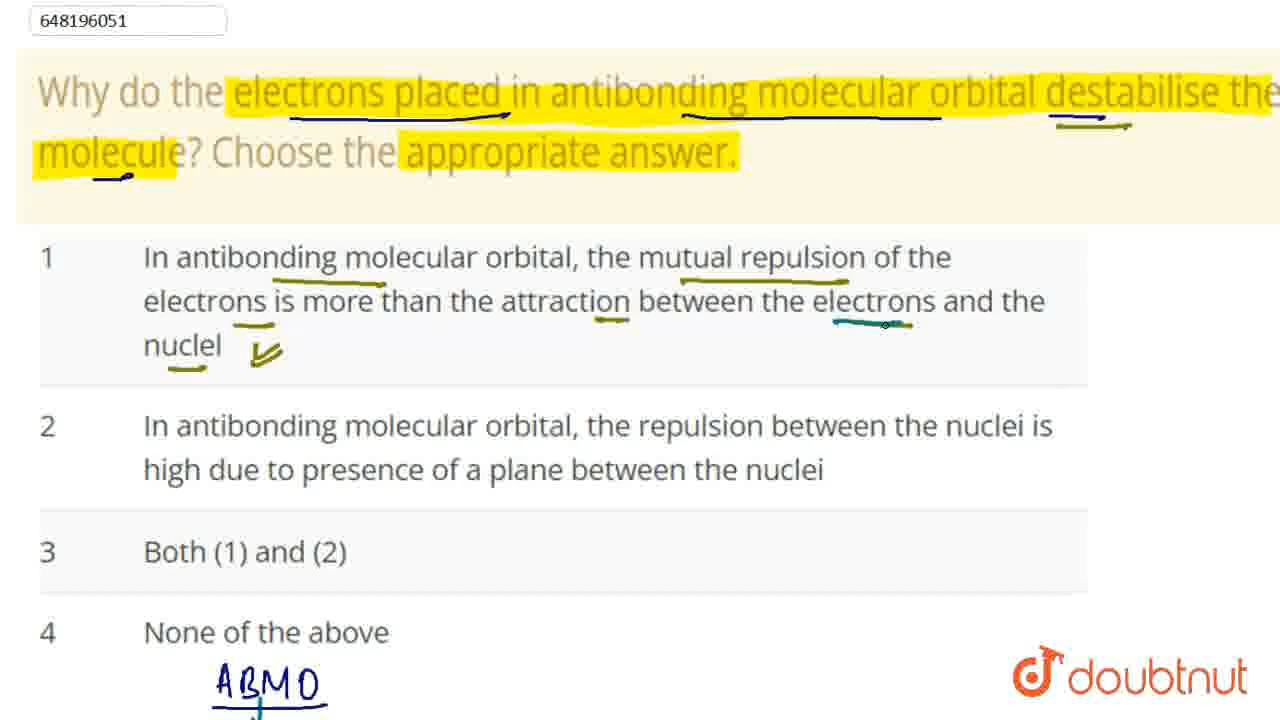 648196051
Why do the electrons placed in antibonding molecular orbital destabilise the
molecule? Choose the appropriate answer.
1 In antibonding molecular orbital, the mutual repulsion of the
electrons is more than the attraction between the electrons and the
nuclel
2 In antibonding molecular orbital, the repulsion between the nuclei is
high due to presence of a plane between the nuclei
3 Both (1) and (2)
4 None of the above
ABMO
doubtnut